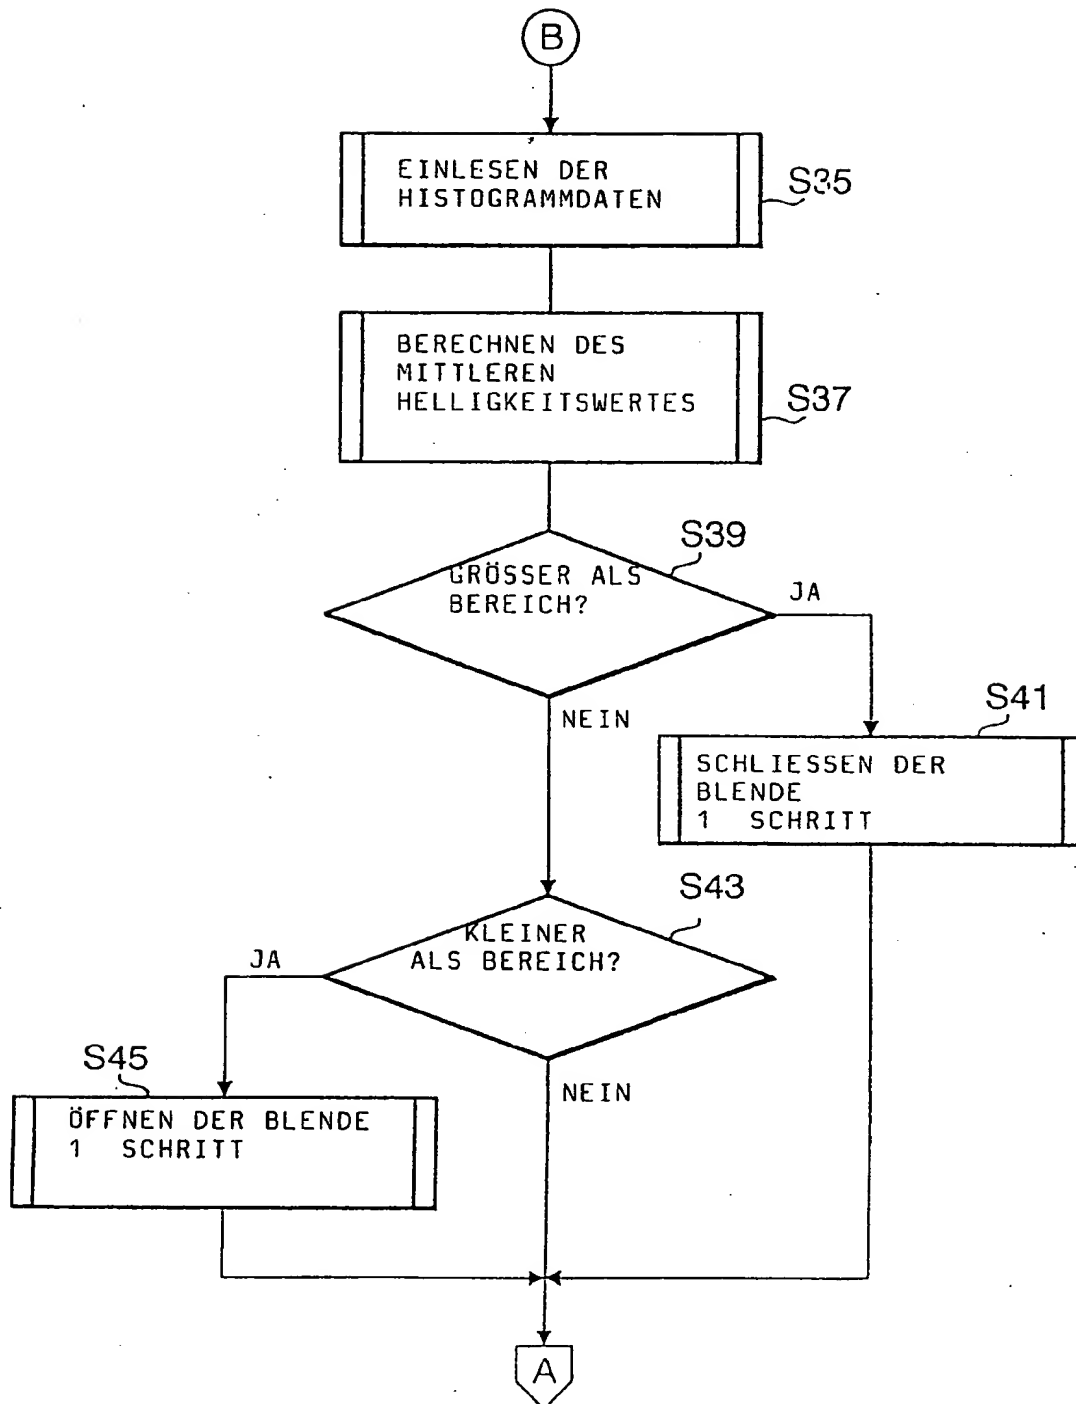 B
EINLESEN DER
HISTOGRAMMDATEN
S35
BERECHNEN DES
MITTLEREN
HELLIGKEITSWERTES
S37
S39
GRÖSSER ALS
BEREICH?
JA
NEIN
S41
SCHLIESSEN DER
BLENDE
1 SCHRITT
S43
KLEINER
ALS BEREICH?
JA
NEIN
S45
ÖFFNEN DER BLENDE
1 SCHRITT
A